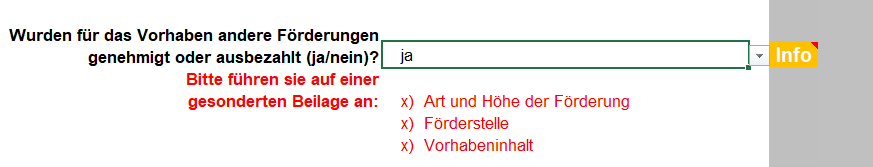 Wurden für das Vorhaben andere Förderungen
genehmigt oder ausbezahlt (ja/nein)? ja Info
Bitte führen sie auf einer
gesonderten Beilage an: x) Art und Höhe der Förderung
x) Förderstelle
x) Vorhabeninhalt